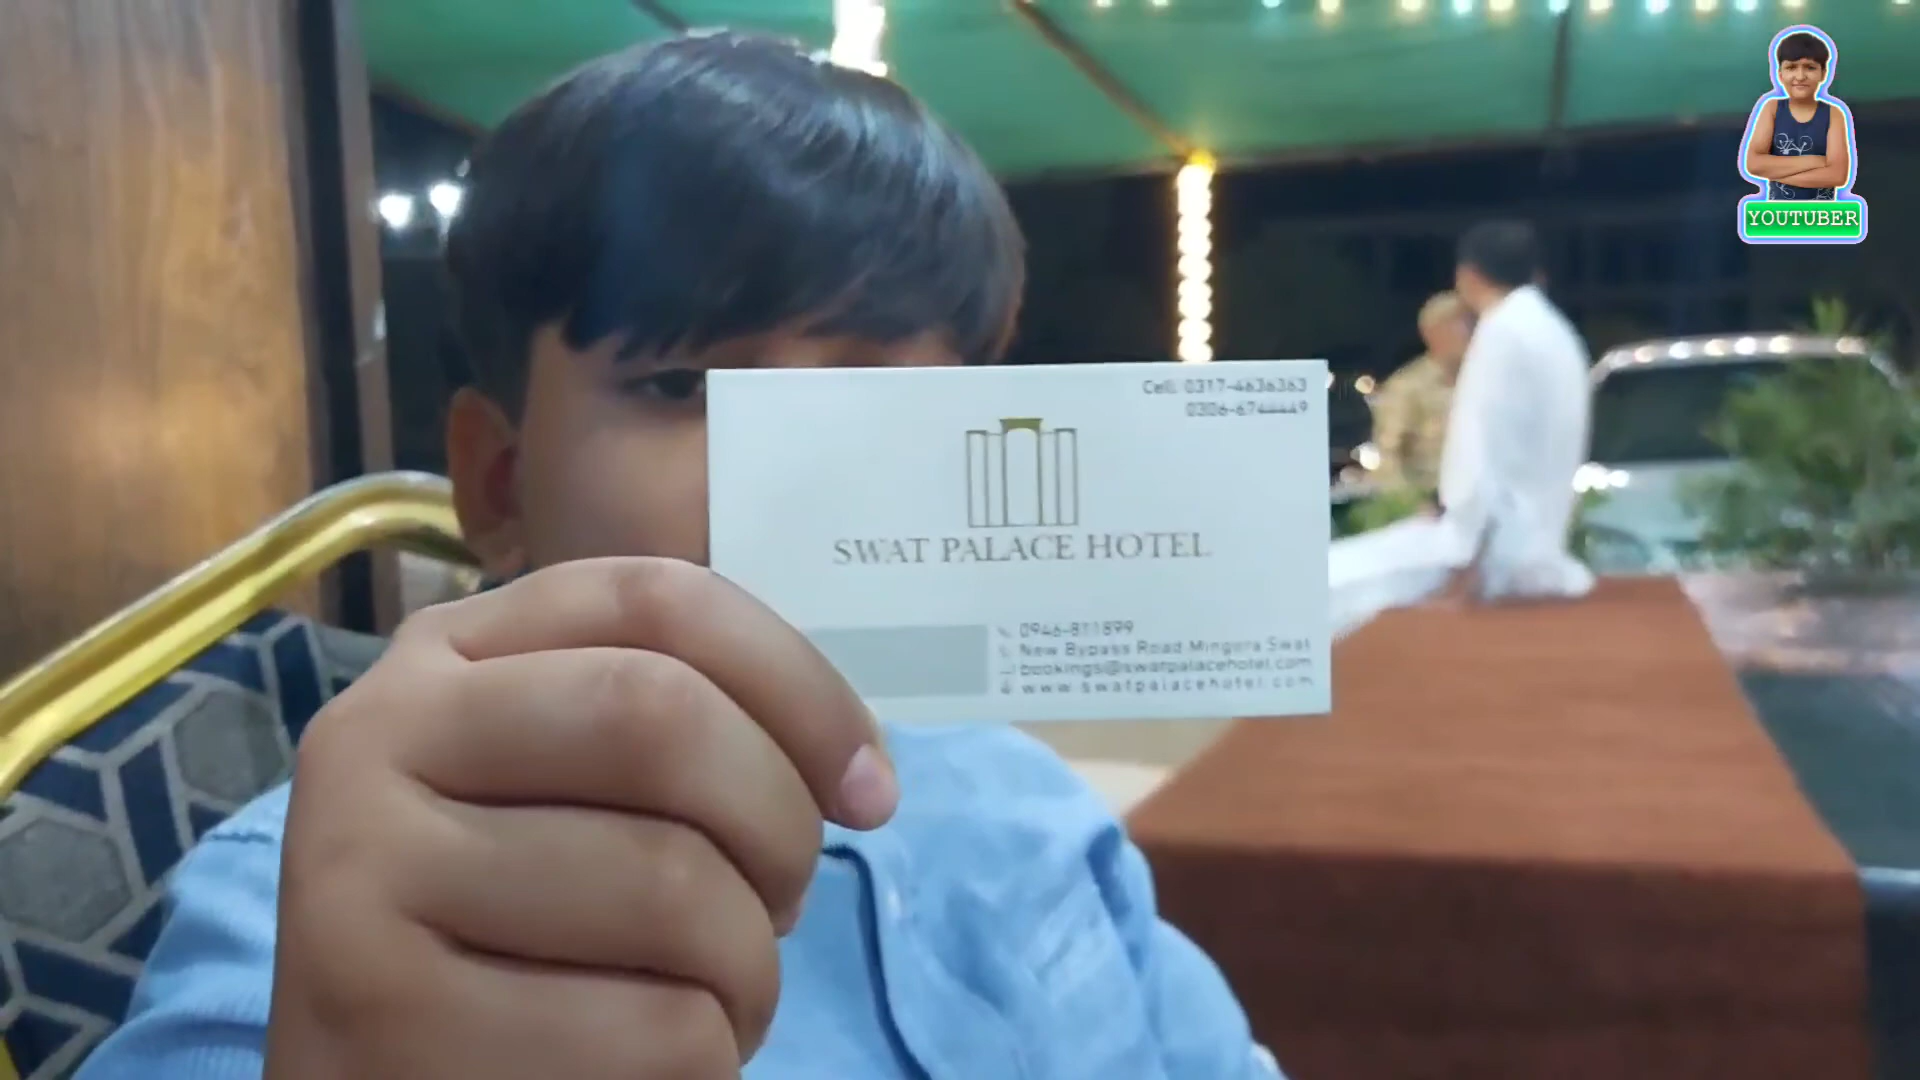 YOUTUBER
Cell: 0317-4636363
0306-6744449
SWAT PALACE HOTEL
0946-811899
New Bypass Road Mingora Swat
bookings@swatpalacehotel.com
www.swatpalacehotel.com